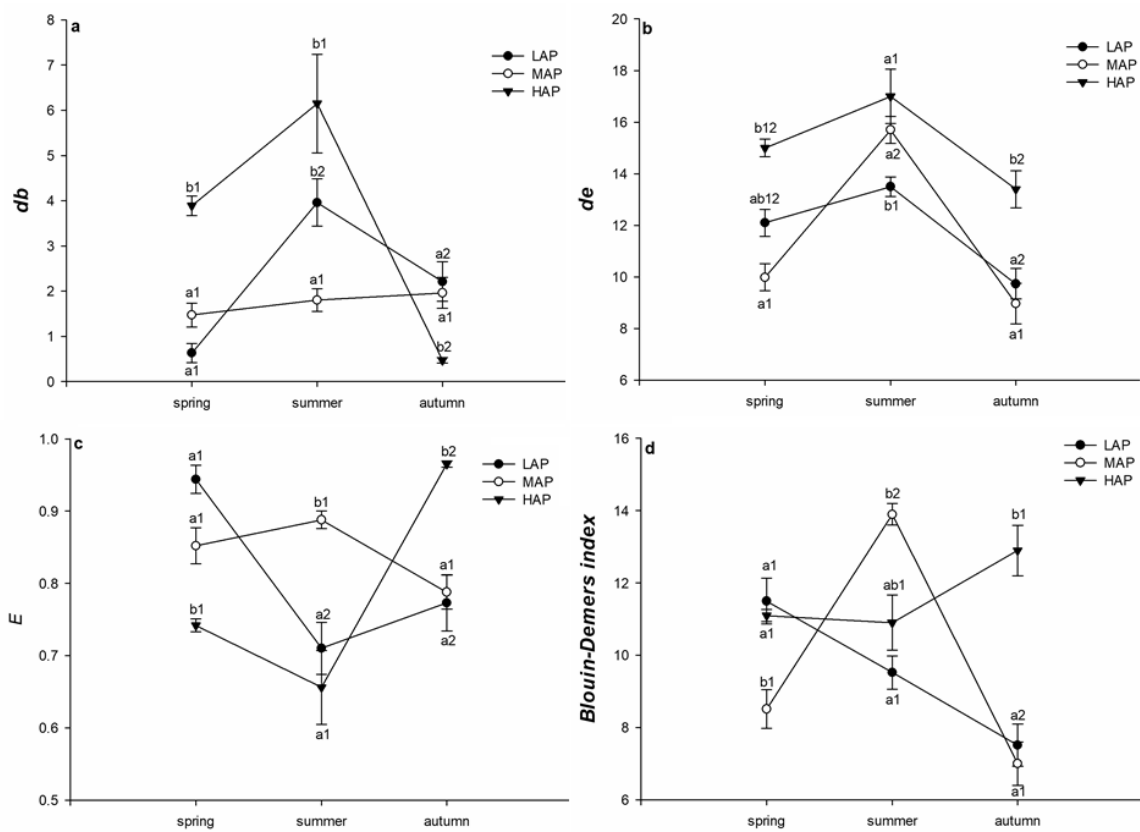 a
8
7
6
5
4
3
2
1
0
db
LAP
MAP
HAP
b1
b1
b2
a1
a1
a1
a2
a1
b2
spring summer autumn
b
20
18
16
14
12
10
8
6
de
LAP
MAP
HAP
a1
b12
a2
b2
ab12
b1
a1
a2
a1
spring summer autumn
c
1.0
0.9
0.8
0.7
0.6
0.5
E
LAP
MAP
HAP
a1
a1
b1
b1
a2
a1
b2
a1
a2
spring summer autumn
d
16
14
12
10
8
6
Blouin-Demers index
LAP
MAP
HAP
a1
a1
b1
b2
ab1
a1
b1
a2
a1
spring summer autumn